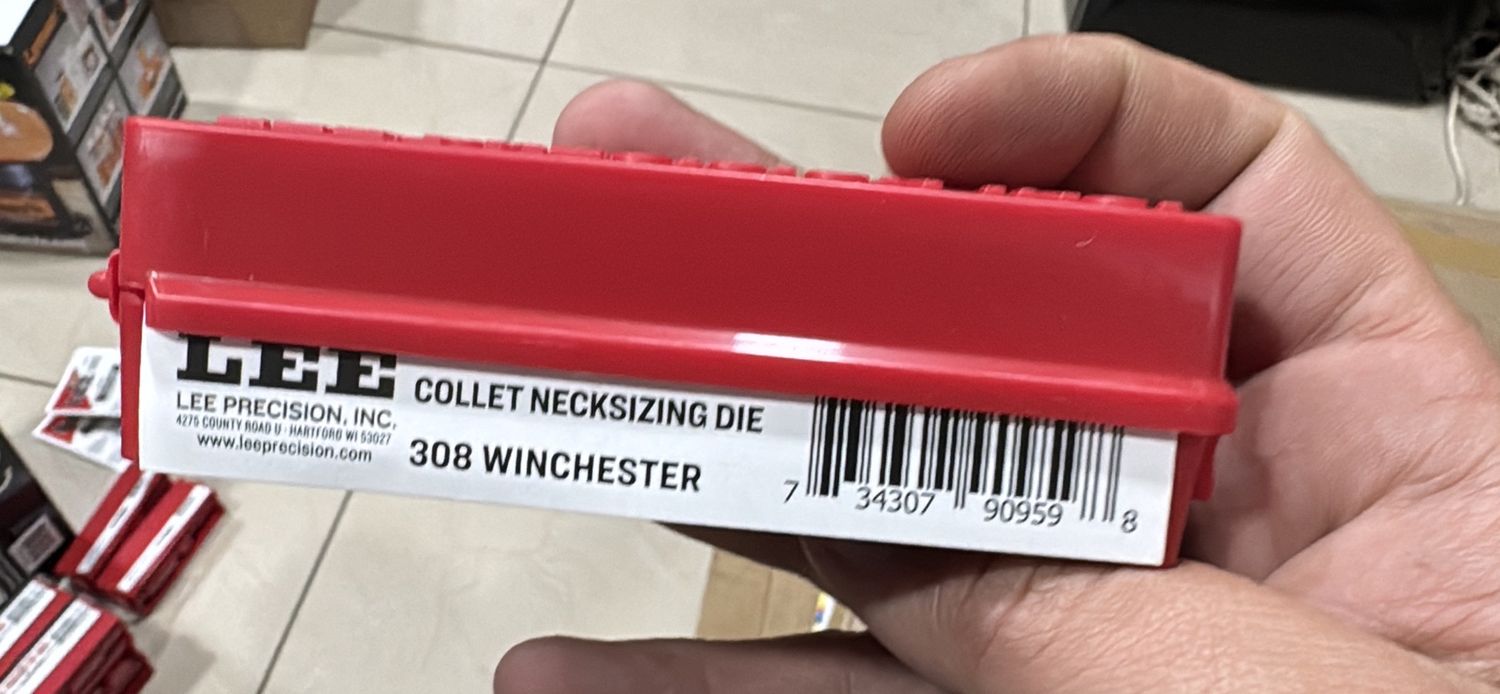 LEE
LEE PRECISION, INC.
4275 COUNTY ROAD U · HARTFORD WI 53027
www.leeprecision.com
COLLET NECKSIZING DIE
308 WINCHESTER
7 34307 90959 8